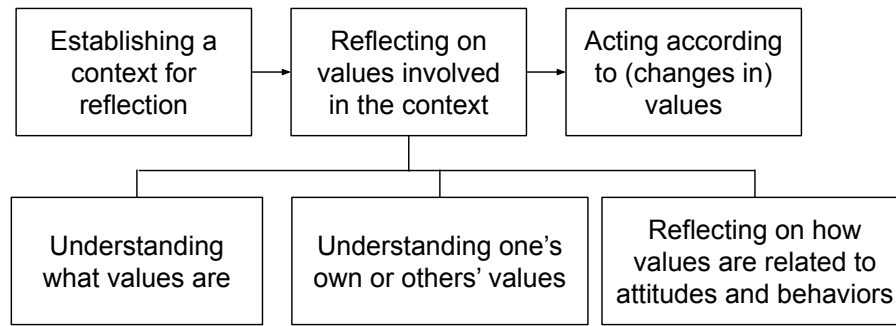 Establishing a
context for
reflection
Reflecting on
values involved
in the context
Acting according
to (changes in)
values
Understanding
what values are
Understanding one’s
own or others’ values
Reflecting on how
values are related to
attitudes and behaviors